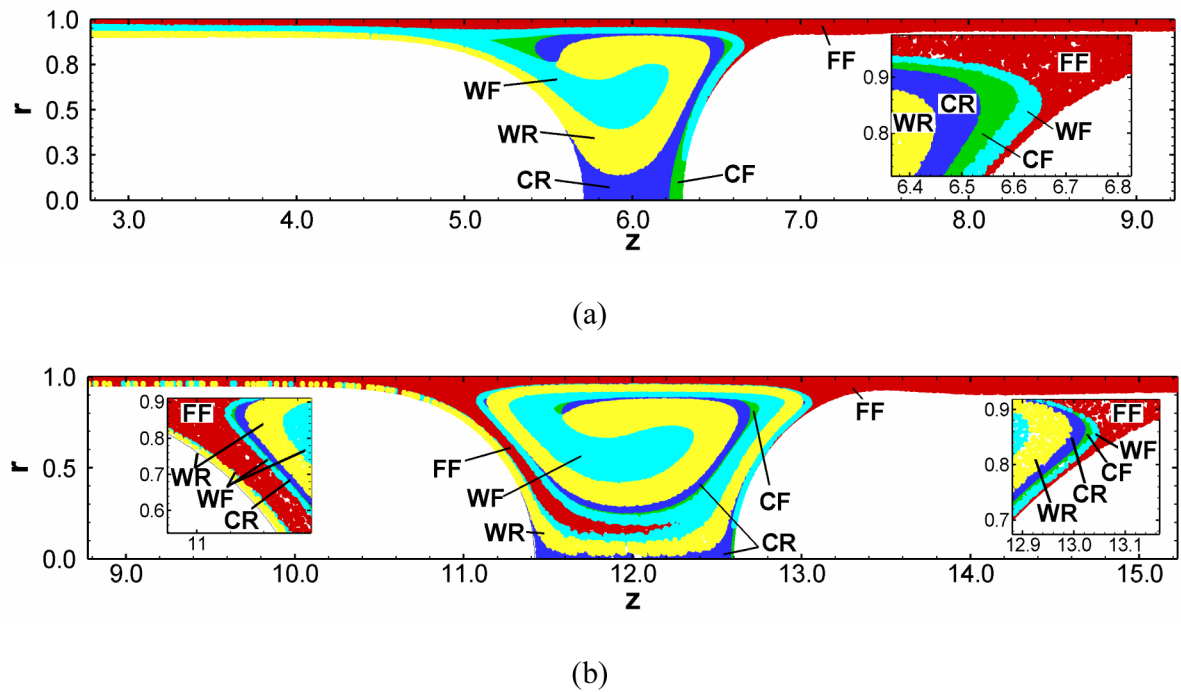 1.0
0.8
0.5
0.3
0.0
r
WF
WR
CR
CF
FF
0.9
0.8
FF
CR
WR
WF
CF
6.4 6.5 6.6 6.7 6.8
3.0 4.0 5.0 6.0 7.0 8.0 9.0
z
(a)
1.0
0.5
0.0
r
0.9
0.8
0.7
0.6
FF
WR
WF
CR
11
FF
WF
WR
CF
CR
FF
0.9
0.8
0.7
FF
WF
CF
CR
WR
12.9 13.0 13.1
9.0 10.0 11.0 12.0 13.0 14.0 15.0
z
(b)